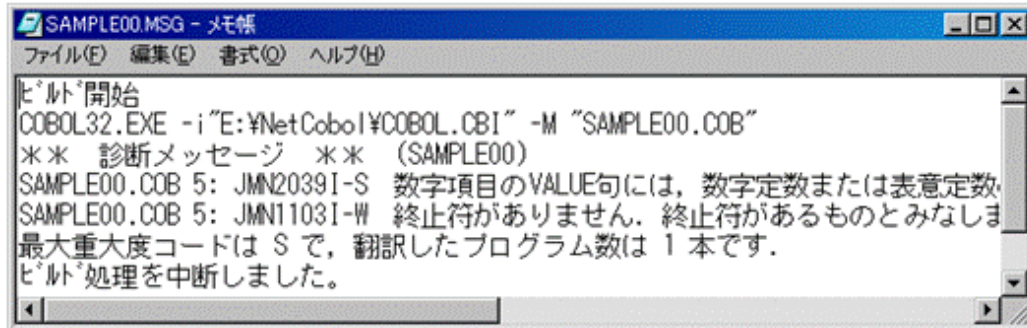 SAMPLE00.MSG - メモ帳
ファイル(F) 編集(E) 書式(O) ヘルプ(H)
ﾋﾞﾙﾄﾞ開始
COBOL32.EXE -i"E:¥NetCobol¥COBOL.CBI" -M "SAMPLE00.COB"
** 診断メッセージ ** (SAMPLE00)
SAMPLE00.COB 5: JMN2039I-S 数字項目のVALUE句には，数字定数または表意定数
SAMPLE00.COB 5: JMN1103I-W 終止符がありません．終止符があるものとみなしま
最大重大度コードは S で，翻訳したプログラム数は 1 本です．
ﾋﾞﾙﾄﾞ処理を中断しました。